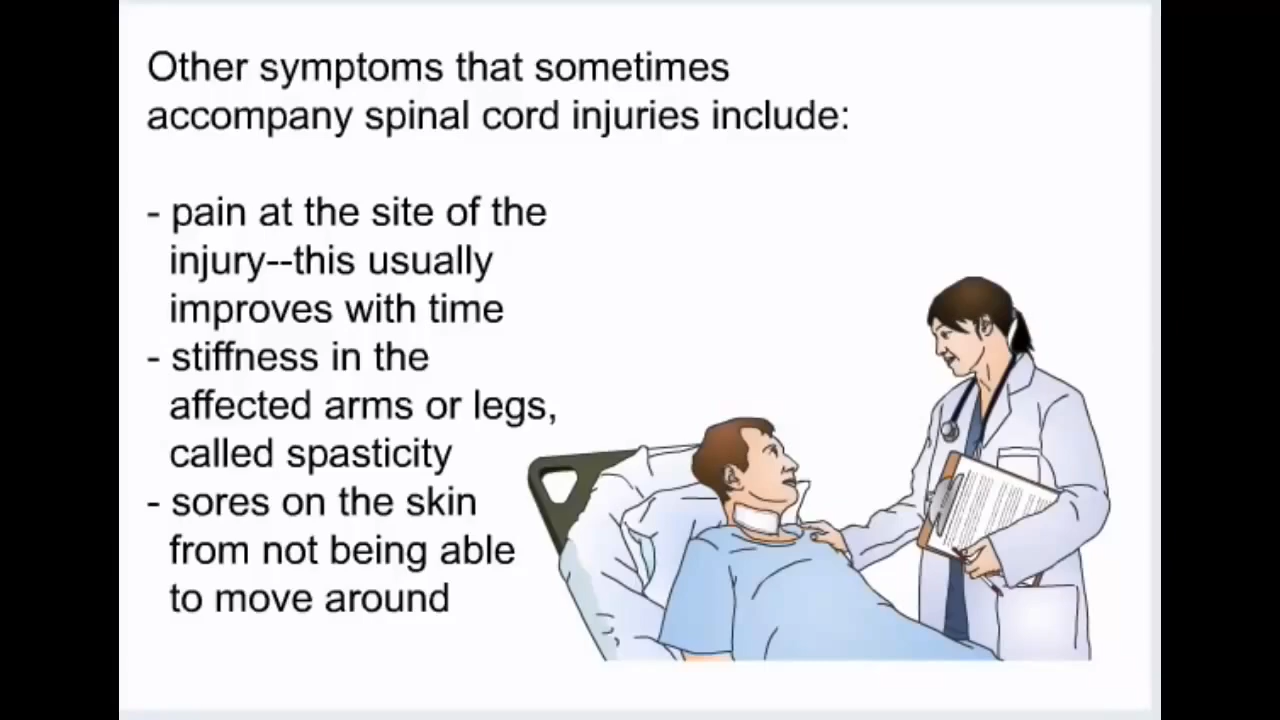 Other symptoms that sometimes
accompany spinal cord injuries include:
- pain at the site of the
injury--this usually
improves with time
- stiffness in the
affected arms or legs,
called spasticity
- sores on the skin
from not being able
to move around